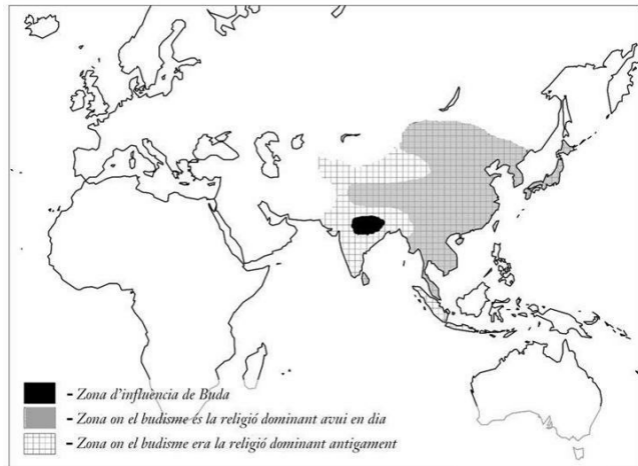 - Zona d'influència de Buda
- Zona on el budisme és la religió dominant avui en dia
- Zona on el budisme era la religió dominant antigament